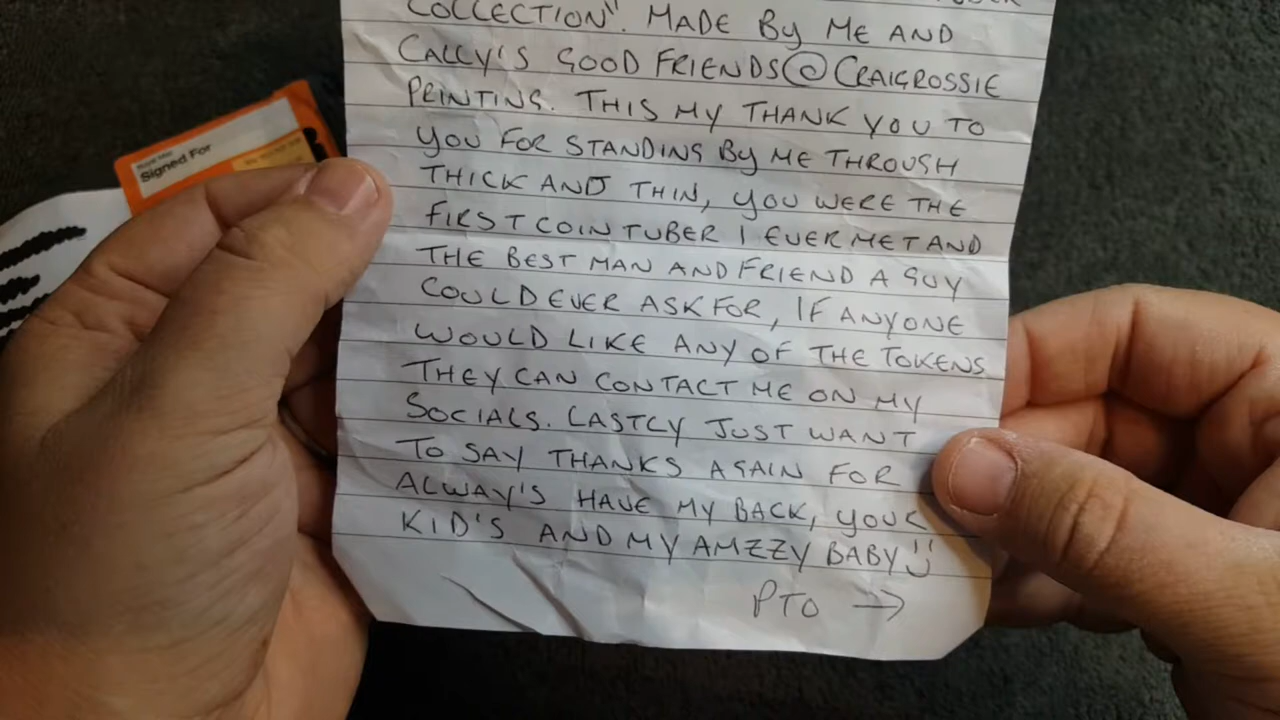 COLLECTION". MADE BY ME AND
CALLY'S GOOD FRIENDS @ CRAIGROSSIE
PRINTING. THIS MY THANK YOU TO
YOU FOR STANDING BY ME THROUGH
THICK AND THIN, YOU WERE THE
FIRST COIN TUBER I EVER MET AND
THE BEST MAN AND FRIEND A GUY
COULD EVER ASK FOR, IF ANYONE
WOULD LIKE ANY OF THE TOKENS
THEY CAN CONTACT ME ON MY
SOCIALS. LASTLY JUST WANT
TO SAY THANKS AGAIN FOR
ALWAY'S HAVE MY BACK, YOUR
KID'S AND MY AMZZY BABY
PTO →
Royal Mail
Signed For